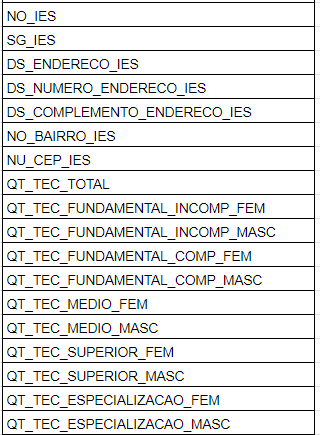 NO_IES
SG_IES
DS_ENDERECO_IES
DS_NUMERO_ENDERECO_IES
DS_COMPLEMENTO_ENDERECO_IES
NO_BAIRRO_IES
NU_CEP_IES
QT_TEC_TOTAL
QT_TEC_FUNDAMENTAL_INCOMP_FEM
QT_TEC_FUNDAMENTAL_INCOMP_MASC
QT_TEC_FUNDAMENTAL_COMP_FEM
QT_TEC_FUNDAMENTAL_COMP_MASC
QT_TEC_MEDIO_FEM
QT_TEC_MEDIO_MASC
QT_TEC_SUPERIOR_FEM
QT_TEC_SUPERIOR_MASC
QT_TEC_ESPECIALIZACAO_FEM
QT_TEC_ESPECIALIZACAO_MASC